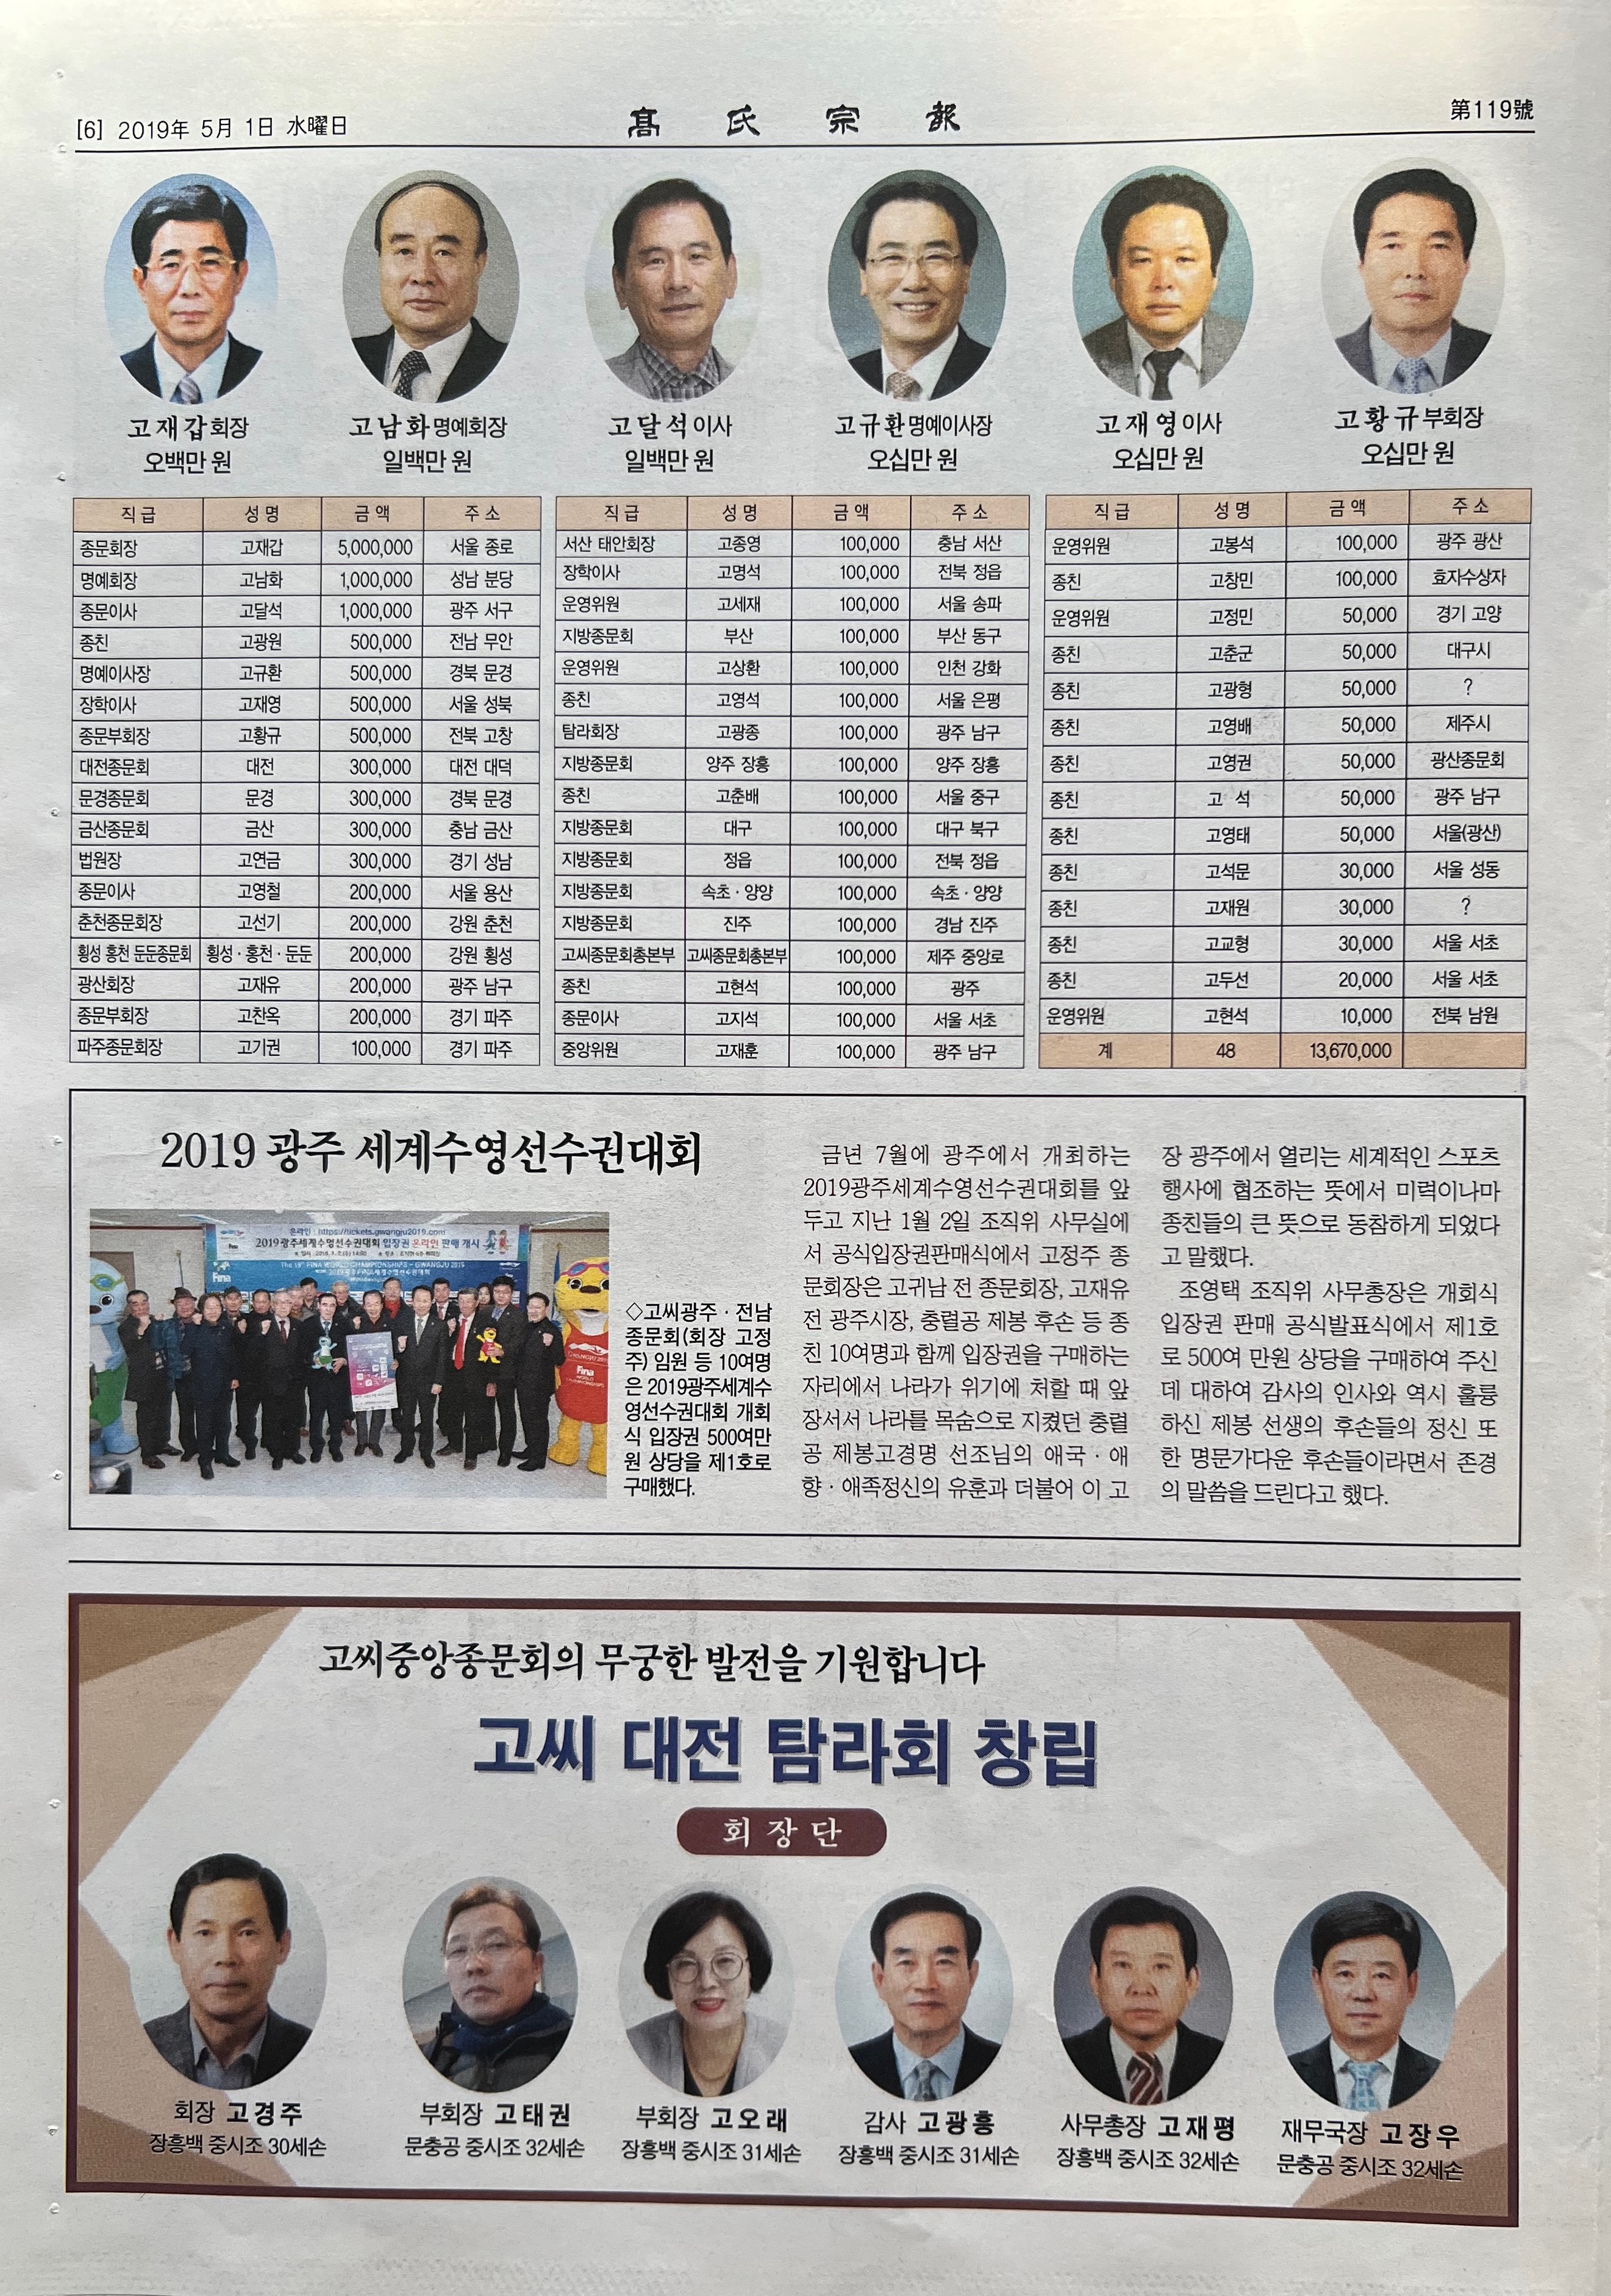 [6] 2019年 5月 1日 水曜日
髙氏宗報
第119號
고재갑 회장
오백만 원
고남화 명예회장
일백만 원
고달석 이사
일백만 원
고규환 명예이사장
오십만 원
고재영 이사
오십만 원
고황규 부회장
오십만 원
직급 성명 금액 주소
종문회장 고재갑 5,000,000 서울 종로
명예회장 고남화 1,000,000 성남 분당
종문이사 고달석 1,000,000 광주 서구
종친 고광원 500,000 전남 무안
명예이사장 고규환 500,000 경북 문경
장학이사 고재영 500,000 서울 성북
종문부회장 고황규 500,000 전북 고창
대전종문회 대전 300,000 대전 대덕
문경종문회 문경 300,000 경북 문경
금산종문회 금산 300,000 충남 금산
법원장 고연금 300,000 경기 성남
종문이사 고영철 200,000 서울 용산
춘천종문회장 고선기 200,000 강원 춘천
횡성 홍천 둔둔종문회 횡성·홍천·둔둔 200,000 강원 횡성
광산회장 고재유 200,000 광주 남구
종문부회장 고찬옥 200,000 경기 파주
파주종문회장 고기권 100,000 경기 파주
직급 성명 금액 주소
서산 태안회장 고종영 100,000 충남 서산
장학이사 고명석 100,000 전북 정읍
운영위원 고세재 100,000 서울 송파
지방종문회 부산 100,000 부산 동구
운영위원 고상환 100,000 인천 강화
종친 고영석 100,000 서울 은평
탐라회장 고광종 100,000 광주 남구
지방종문회 양주 장흥 100,000 양주 장흥
종친 고춘배 100,000 서울 중구
지방종문회 대구 100,000 대구 북구
지방종문회 정읍 100,000 전북 정읍
지방종문회 속초·양양 100,000 속초·양양
지방종문회 진주 100,000 경남 진주
고씨종문회총본부 고씨종문회총본부 100,000 제주 중앙로
종친 고현석 100,000 광주
종문이사 고지석 100,000 서울 서초
중앙위원 고재훈 100,000 광주 남구
직급 성명 금액 주소
운영위원 고봉석 100,000 광주 광산
종친 고창민 100,000 효자수상자
운영위원 고정민 50,000 경기 고양
종친 고춘군 50,000 대구시
종친 고광형 50,000 ?
종친 고영배 50,000 제주시
종친 고영권 50,000 광산종문회
종친 고 석 50,000 광주 남구
종친 고영태 50,000 서울(광산)
종친 고석문 30,000 서울 성동
종친 고재원 30,000 ?
종친 고교형 30,000 서울 서초
종친 고두선 20,000 서울 서초
운영위원 고현석 10,000 전북 남원
계 48 13,670,000
2019 광주 세계수영선수권대회
온라인 : https://tickets.gwangju2019.com
2019광주세계수영선수권대회 입장권 온라인 판매 개시
The 18th FINA WORLD CHAMPIONSHIPS - GWANGJU 2019
◇고씨광주·전남
종문회(회장 고정
주) 임원 등 10여명
은 2019광주세계수
영선수권대회 개회
식 입장권 500여만
원 상당을 제1호로
구매했다.
금년 7월에 광주에서 개최하는
2019광주세계수영선수권대회를 앞
두고 지난 1월 2일 조직위 사무실에
서 공식입장권판매식에서 고정주 종
문회장은 고귀남 전 종문회장, 고재유
전 광주시장, 충렬공 제봉 후손 등 종
친 10여명과 함께 입장권을 구매하는
자리에서 나라가 위기에 처할 때 앞
장서서 나라를 목숨으로 지켰던 충렬
공 제봉고경명 선조님의 애국·애
향·애족정신의 유훈과 더불어 이 고
장 광주에서 열리는 세계적인 스포츠
행사에 협조하는 뜻에서 미력이나마
종친들의 큰 뜻으로 동참하게 되었다
고 말했다.
조영택 조직위 사무총장은 개회식
입장권 판매 공식발표식에서 제1호
로 500여 만원 상당을 구매하여 주신
데 대하여 감사의 인사와 역시 훌륭
하신 제봉 선생의 후손들의 정신 또
한 명문가다운 후손들이라면서 존경
의 말씀을 드린다고 했다.
고씨중앙종문회의 무궁한 발전을 기원합니다
고씨 대전 탐라회 창립
회장단
회장 고경주
장흥백 중시조 30세손
부회장 고태권
문충공 중시조 32세손
부회장 고오래
장흥백 중시조 31세손
감사 고광흥
장흥백 중시조 31세손
사무총장 고재평
장흥백 중시조 32세손
재무국장 고장우
문충공 중시조 32세손